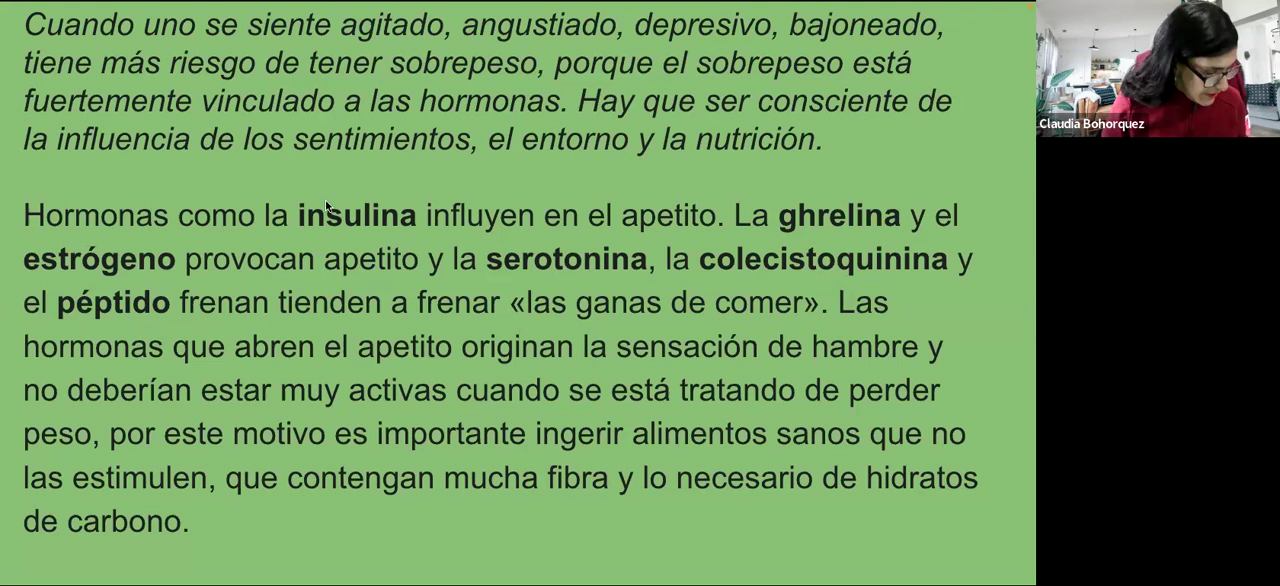 Cuando uno se siente agitado, angustiado, depresivo, bajoneado,
tiene más riesgo de tener sobrepeso, porque el sobrepeso está
fuertemente vinculado a las hormonas. Hay que ser consciente de
la influencia de los sentimientos, el entorno y la nutrición.
Hormonas como la insulina influyen en el apetito. La ghrelina y el
estrógeno provocan apetito y la serotonina, la colecistoquinina y
el péptido frenan tienden a frenar «las ganas de comer». Las
hormonas que abren el apetito originan la sensación de hambre y
no deberían estar muy activas cuando se está tratando de perder
peso, por este motivo es importante ingerir alimentos sanos que no
las estimulen, que contengan mucha fibra y lo necesario de hidratos
de carbono.
Claudia Bohorquez